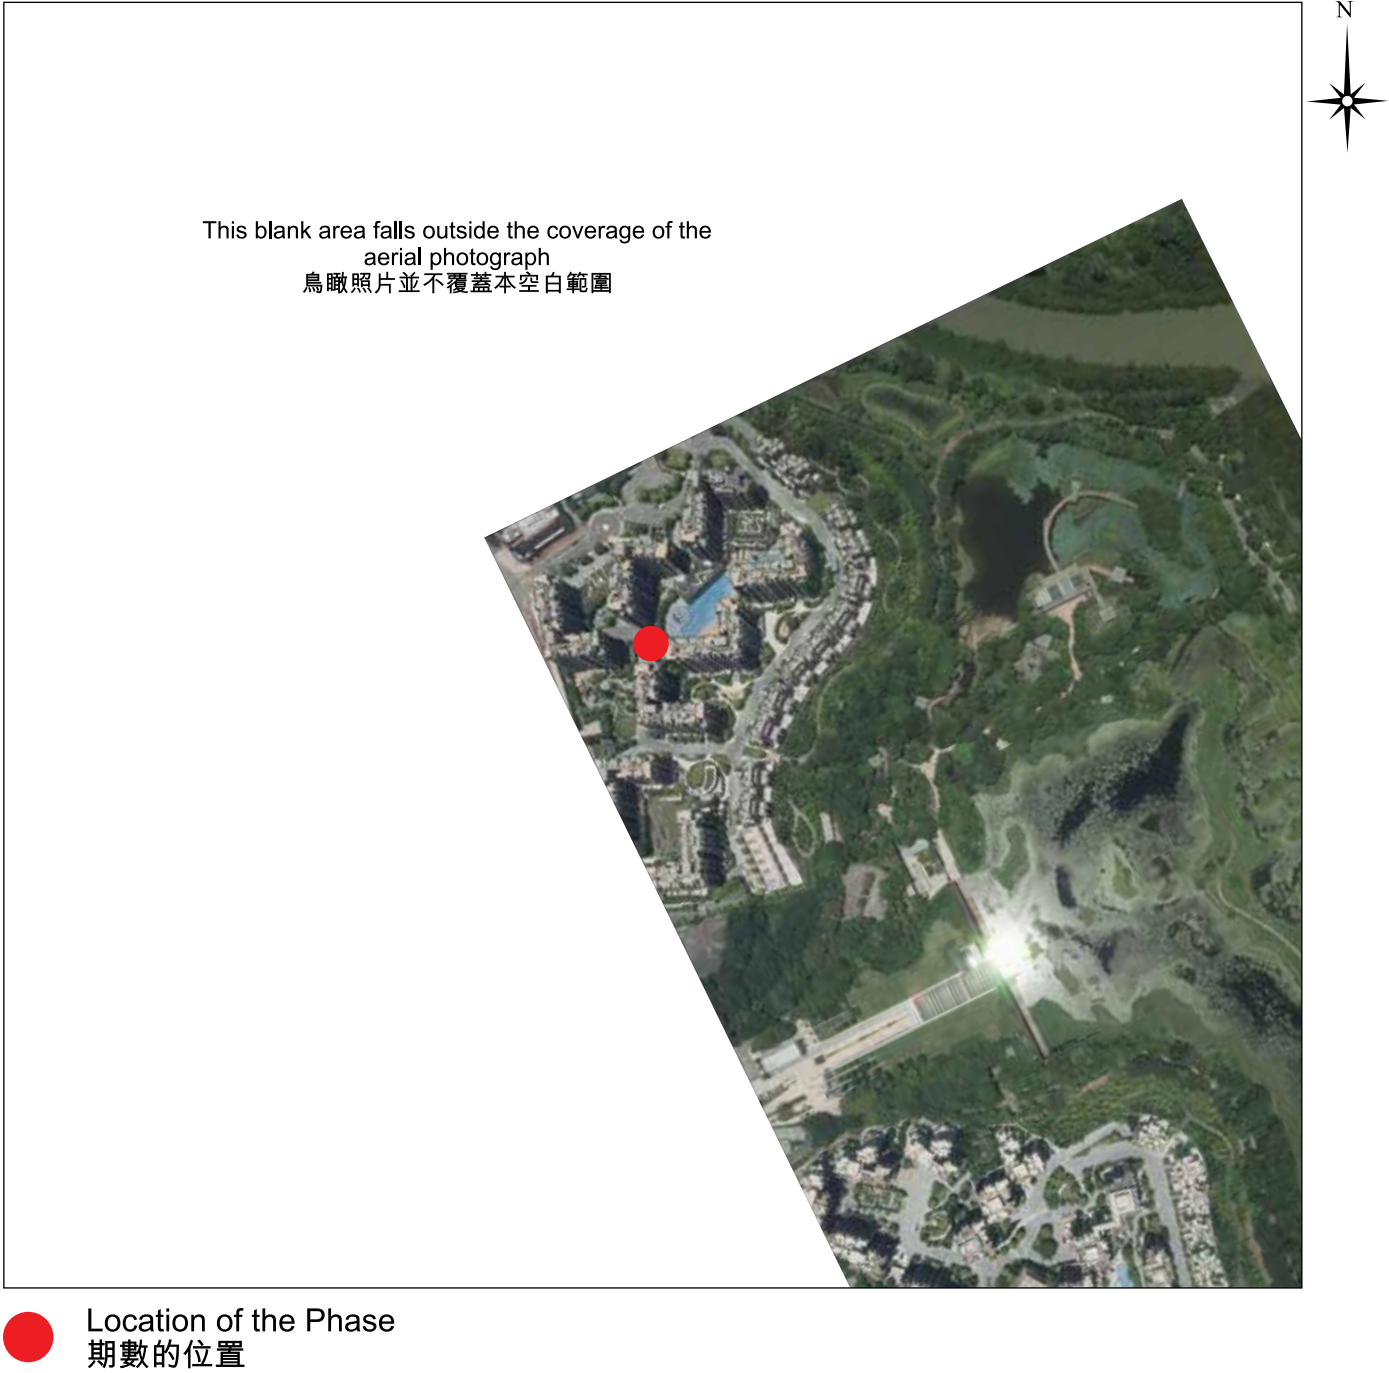 N
This blank area falls outside the coverage of the
aerial photograph
鳥瞰照片並不覆蓋本空白範圍
Location of the Phase
期數的位置